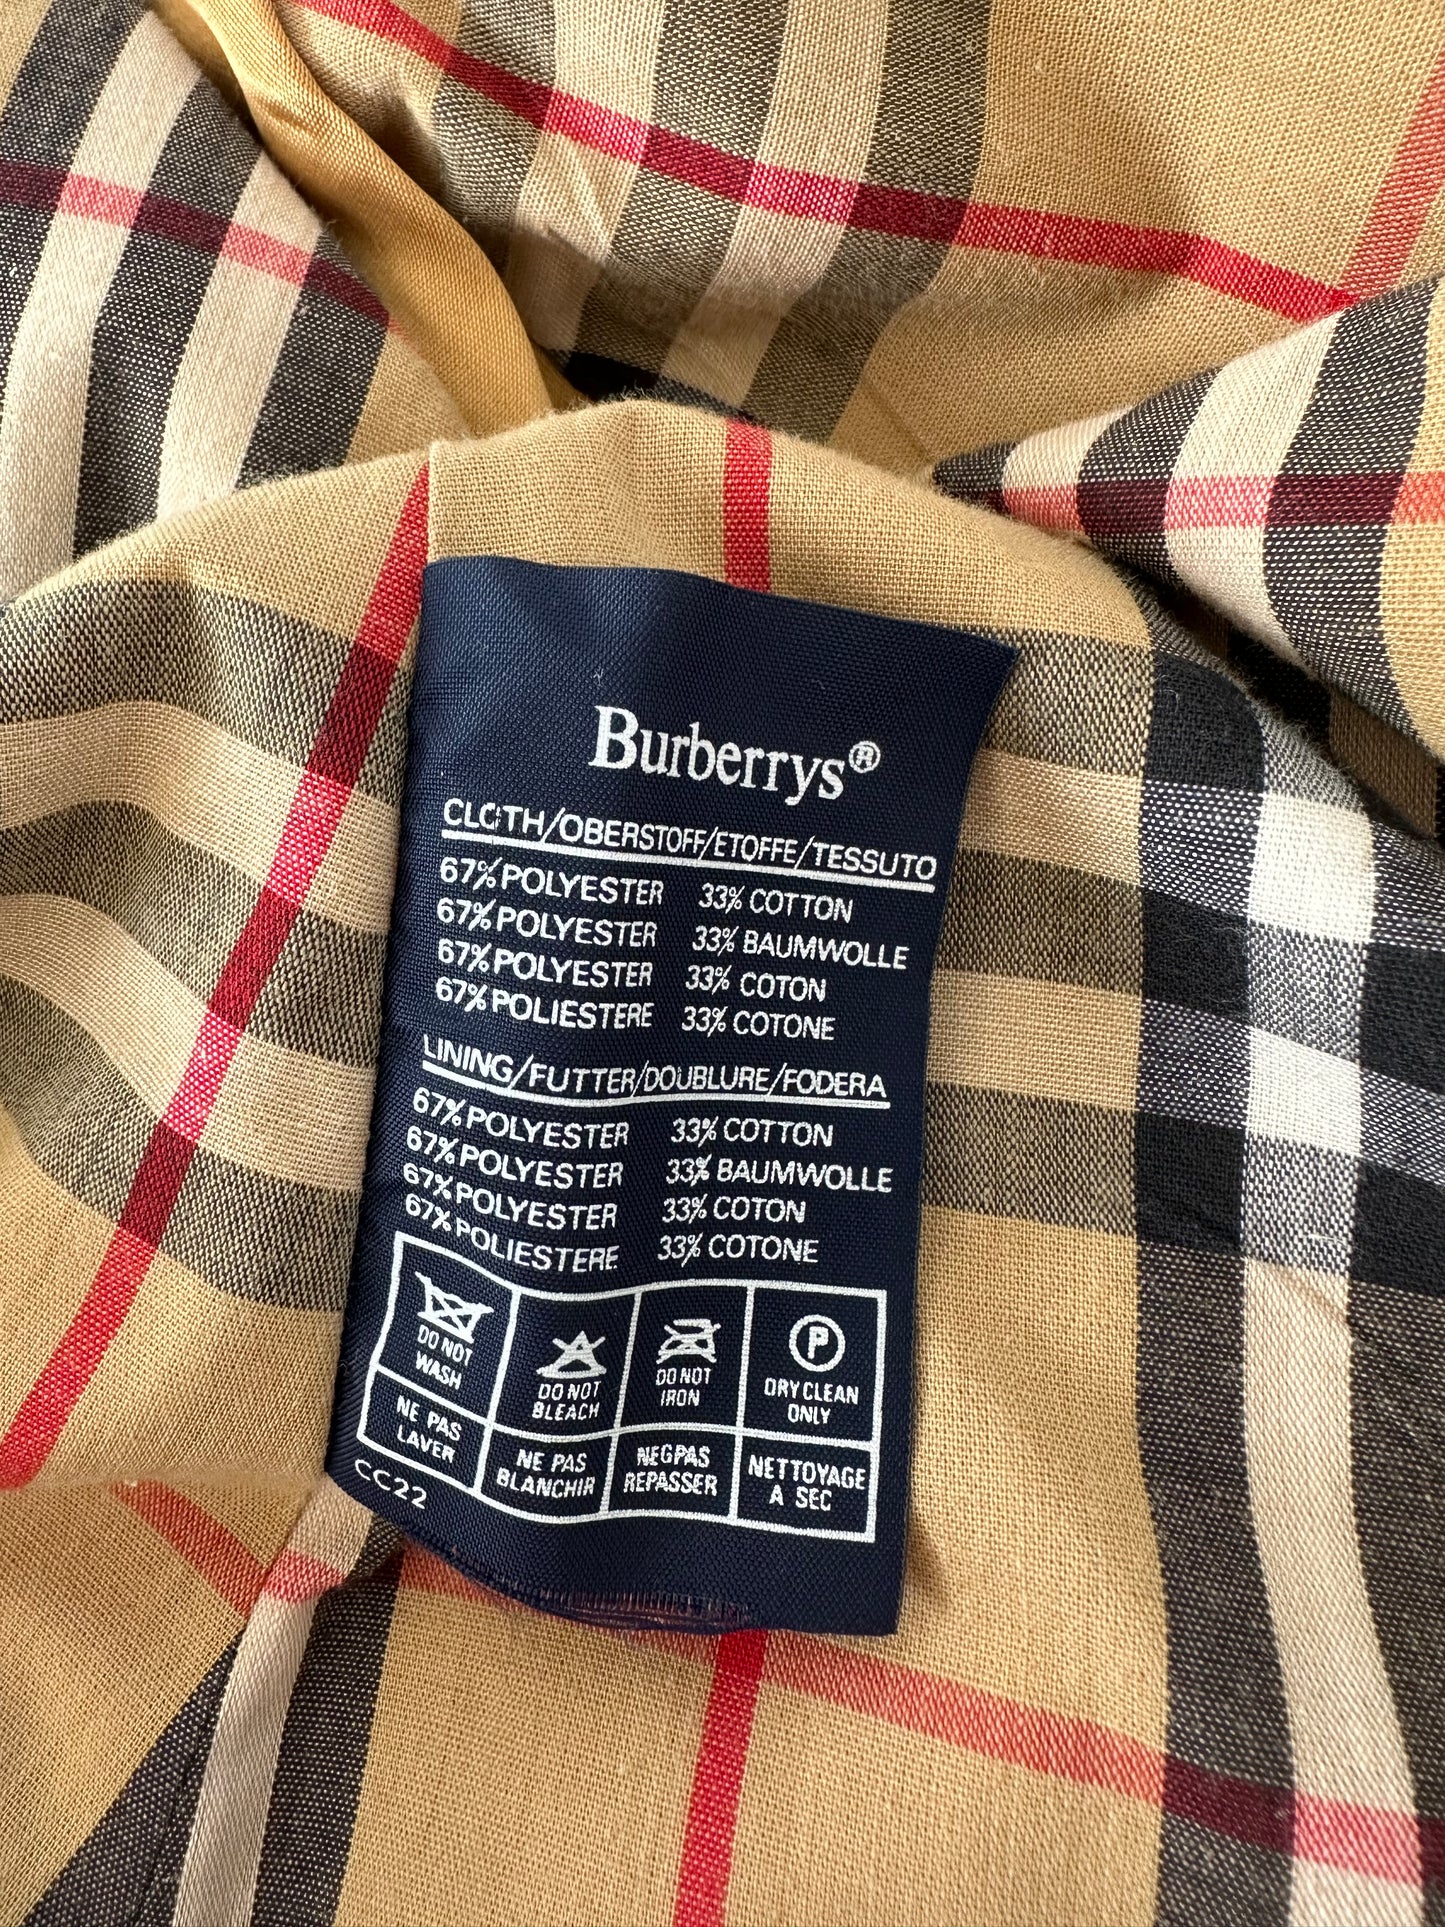 Burberrys®
CLOTH/OBERSTOFF/ETOFFE/TESSUTO
67% POLYESTER 33% COTTON
67% POLYESTER 33% BAUMWOLLE
67% POLYESTER 33% COTON
67% POLIESTERE 33% COTONE
LINING/FUTTER/DOUBLURE/FODERA
67% POLYESTER 33% COTTON
67% POLYESTER 33% BAUMWOLLE
67% POLYESTER 33% COTON
67% POLIESTERE 33% COTONE
DO NOT
WASH
DO NOT
BLEACH
DO NOT
IRON
P
DRY CLEAN
ONLY
NE PAS
LAVER
NE PAS
BLANCHIR
NEGPAS
REPASSER
NETTOYAGE
A SEC
CC22